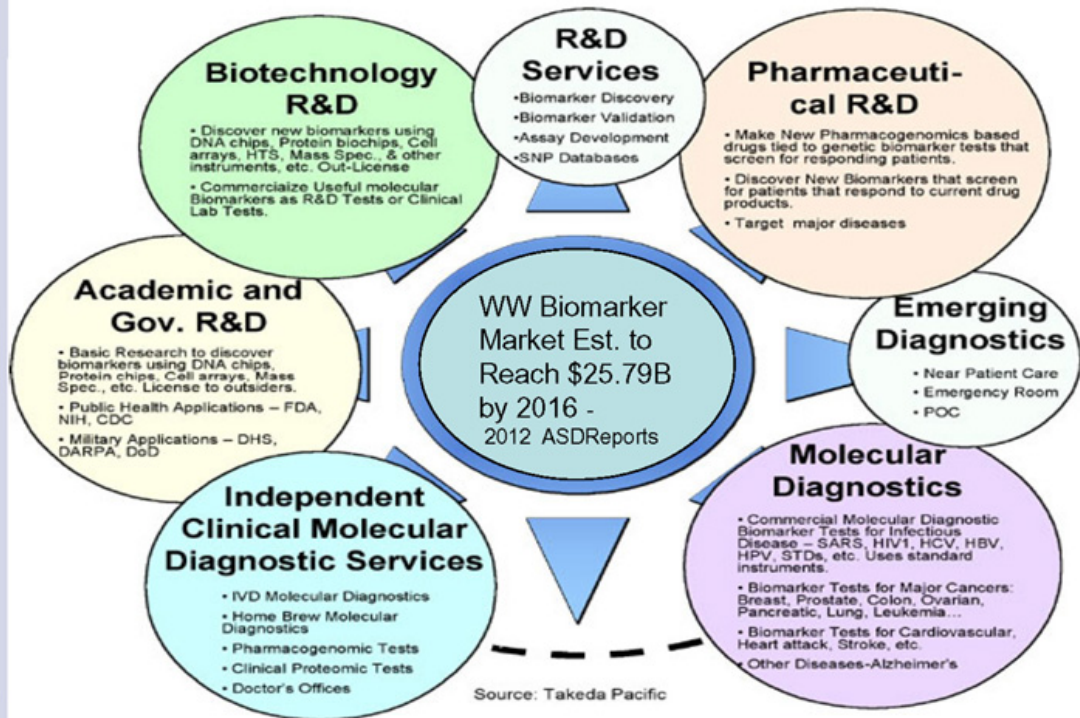 Biotechnology
R&D
• Discover new biomarkers using
DNA chips, Protein biochips, Cell
arrays, HTS, Mass Spec., & other
instruments, etc. Out-License
• Commerciaize Useful molecular
Biomarkers as R&D Tests or Clinical
Lab Tests.
R&D
Services
•Biomarker Discovery
•Biomarker Validation
•Assay Development
•SNP Databases
Pharmaceuti-
cal R&D
• Make New Pharmacogenomics based
drugs tied to genetic biomarker tests that
screen for responding patients.
• Discover New Biomarkers that screen
for patients that respond to current drug
products.
• Target major diseases
Academic and
Gov. R&D
• Basic Research to discover
biomarkers using DNA chips,
Protein chips, Cell arrays, Mass
Spec., etc. License to outsiders.
• Public Health Applications – FDA,
NIH, CDC
• Military Applications – DHS,
DARPA, DoD
WW Biomarker
Market Est. to
Reach $25.79B
by 2016 -
2012 ASDReports
Emerging
Diagnostics
• Near Patient Care
• Emergency Room
• POC
Independent
Clinical Molecular
Diagnostic Services
• IVD Molecular Diagnostics
• Home Brew Molecular
Diagnostics
• Pharmacogenomic Tests
• Clinical Proteomic Tests
• Doctor's Offices
Molecular
Diagnostics
• Commercial Molecular Diagnostic
Biomarker Tests for Infectious
Disease – SARS, HIV1, HCV, HBV,
HPV, STDs, etc. Uses standard
instruments.
• Biomarker Tests for Major Cancers:
Breast, Prostate, Colon, Ovarian,
Pancreatic, Lung, Leukemia...
• Biomarker Tests for Cardiovascular,
Heart attack, Stroke, etc.
• Other Diseases-Alzheimer's
Source: Takeda Pacific